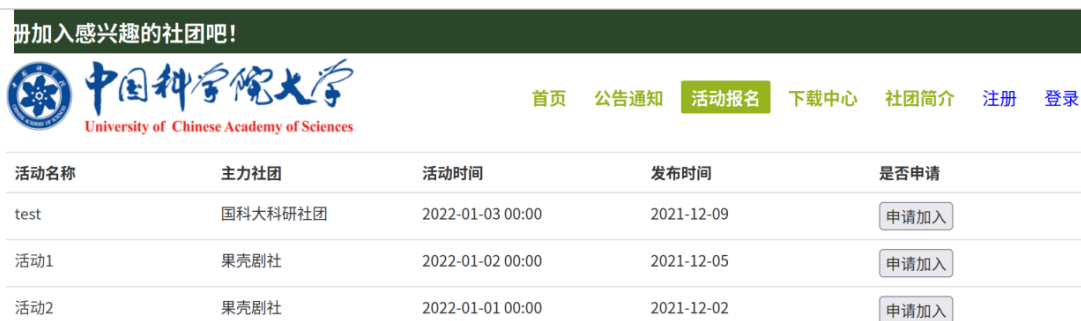 册加入感兴趣的社团吧！
中国科学院大学
University of Chinese Academy of Sciences
首页 公告通知 活动报名 下载中心 社团简介 注册 登录
活动名称 主力社团 活动时间 发布时间 是否申请
test 国科大科研社团 2022-01-03 00:00 2021-12-09 申请加入
活动1 果壳剧社 2022-01-02 00:00 2021-12-05 申请加入
活动2 果壳剧社 2022-01-01 00:00 2021-12-02 申请加入